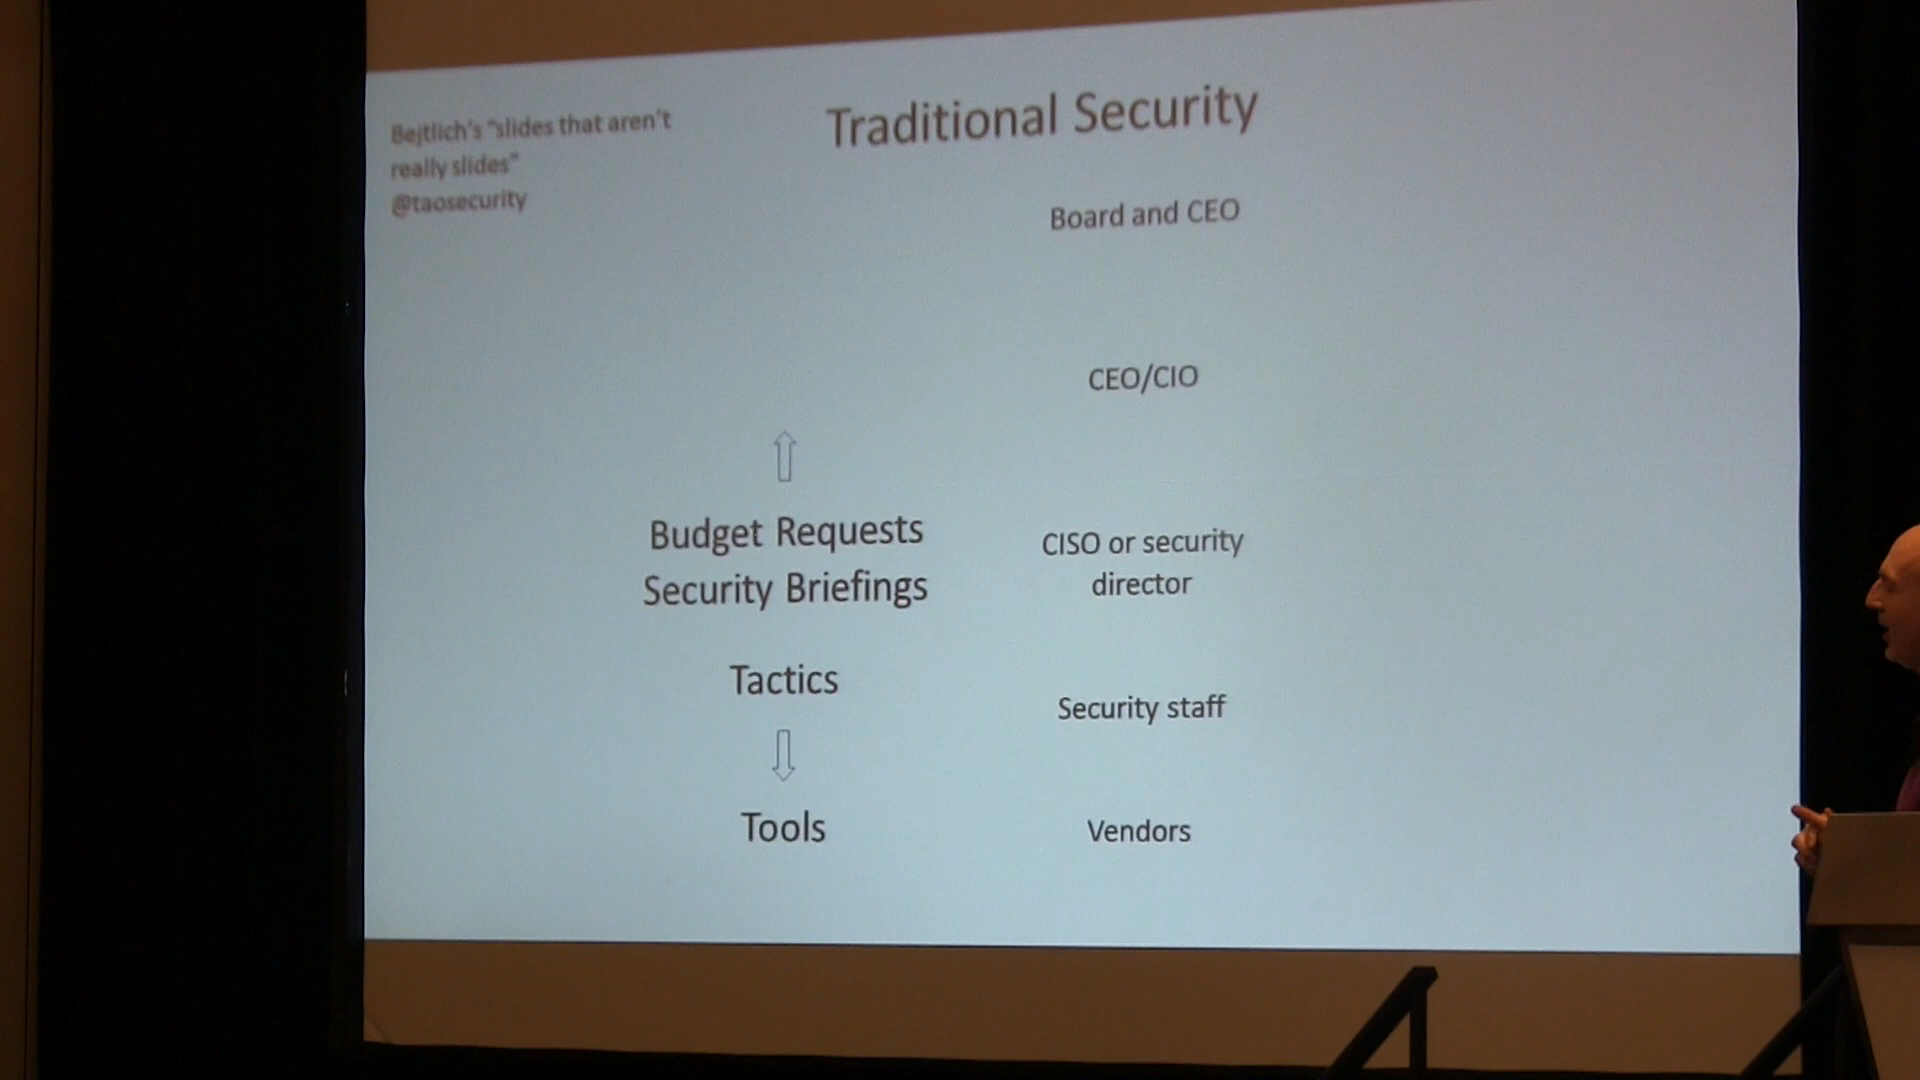 Bejtlich's "slides that aren't
really slides"
@taosecurity
Traditional Security
Board and CEO
CEO/CIO
Budget Requests
Security Briefings
CISO or security
director
Tactics
Security staff
Tools
Vendors